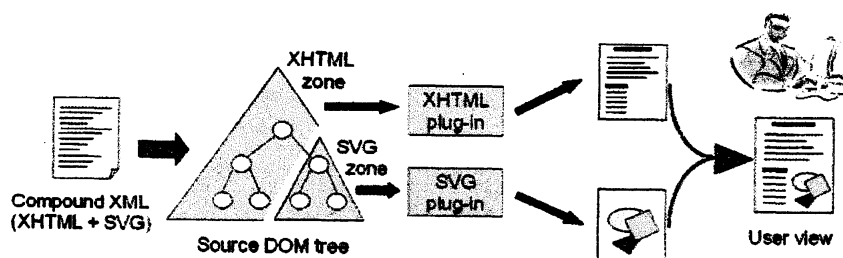 XHTML
zone
XHTML
plug-in
SVG
zone
SVG
plug-in
Compound XML
(XHTML + SVG)
Source DOM tree
User view